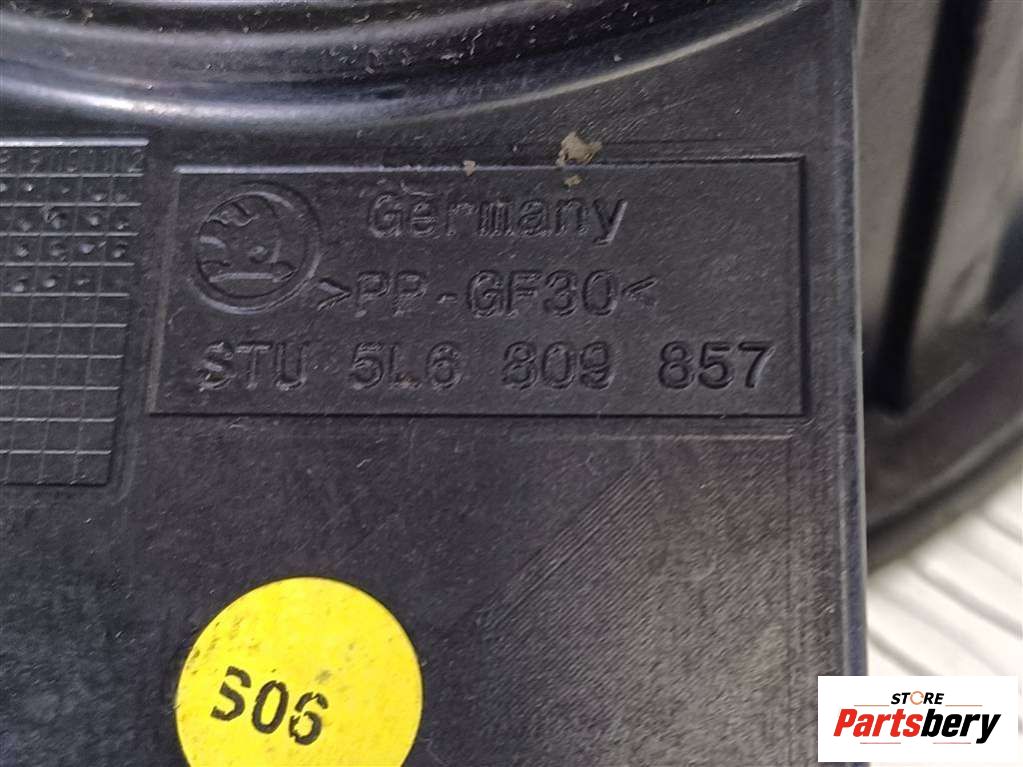 Germany
>PP-GF30<
STU 5L6 809 857
S06
STORE
Partsbery